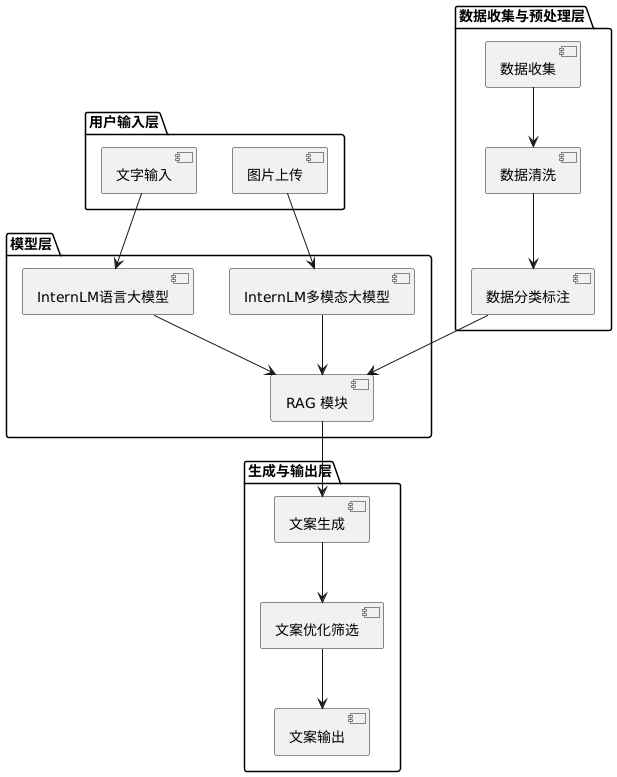 数据收集与预处理层
数据收集
用户输入层
文字输入
图片上传
数据清洗
模型层
InternLM语言大模型
InternLM多模态大模型
数据分类标注
RAG 模块
生成与输出层
文案生成
文案优化筛选
文案输出